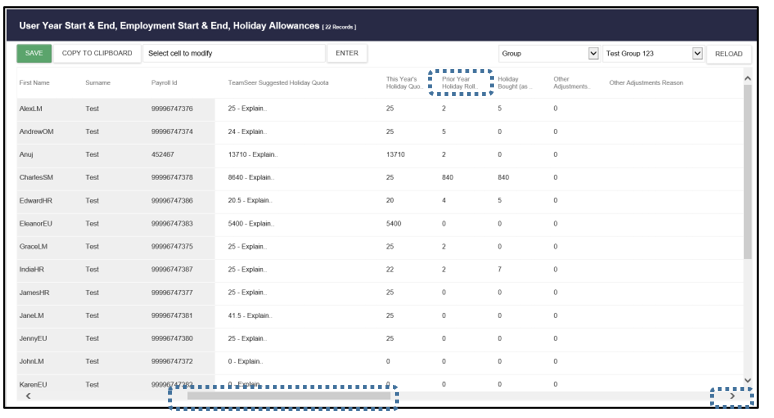 User Year Start & End, Employment Start & End, Holiday Allowances [ 22 Records ]
SAVE COPY TO CLIPBOARD Select cell to modify ENTER Group Test Group 123 RELOAD
First Name Surname Payroll Id TeamSeer Suggested Holiday Quota This Year's Holiday Quo.. Prior Year Holiday Roll.. Holiday Bought (as .. Other Adjustments.. Other Adjustments Reason
AlexLM Test 99996747376 25 - Explain.. 25 2 5 0
AndrewOM Test 99996747374 24 - Explain.. 25 5 0 0
Anuj Test 452467 13710 - Explain.. 13710 2 0 0
CharlesSM Test 99996747378 8640 - Explain.. 25 840 840 0
EdwardHR Test 99996747386 20.5 - Explain.. 20 4 5 0
EleanorEU Test 99996747383 5400 - Explain.. 5400 0 0 0
GraceLM Test 99996747375 25 - Explain.. 25 2 0 0
IndiaHR Test 99996747387 25 - Explain.. 22 2 7 0
JamesHR Test 99996747377 25 - Explain.. 25 0 0 0
JaneLM Test 99996747381 41.5 - Explain.. 25 0 0 0
JennyEU Test 99996747380 25 - Explain.. 25 0 0 0
JohnLM Test 99996747372 0 - Explain.. 0 0 0 0
KarenEU Test 0 - Explain.. 0 0 0 0